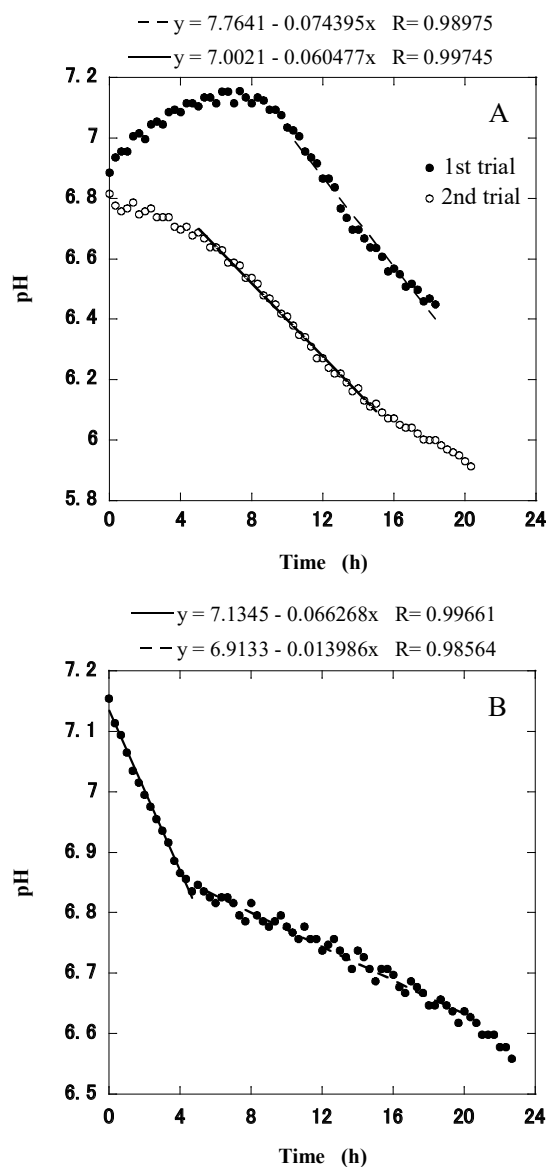 y = 7.7641 - 0.074395x R= 0.98975
y = 7.0021 - 0.060477x R= 0.99745
7.2
A
7
1st trial
2nd trial
6.8
6.6
pH
6.4
6.2
6
5.8
0 4 8 12 16 20 24
Time (h)
y = 7.1345 - 0.066268x R= 0.99661
y = 6.9133 - 0.013986x R= 0.98564
7.2
B
7.1
7
6.9
pH
6.8
6.7
6.6
6.5
0 4 8 12 16 20 24
Time (h)